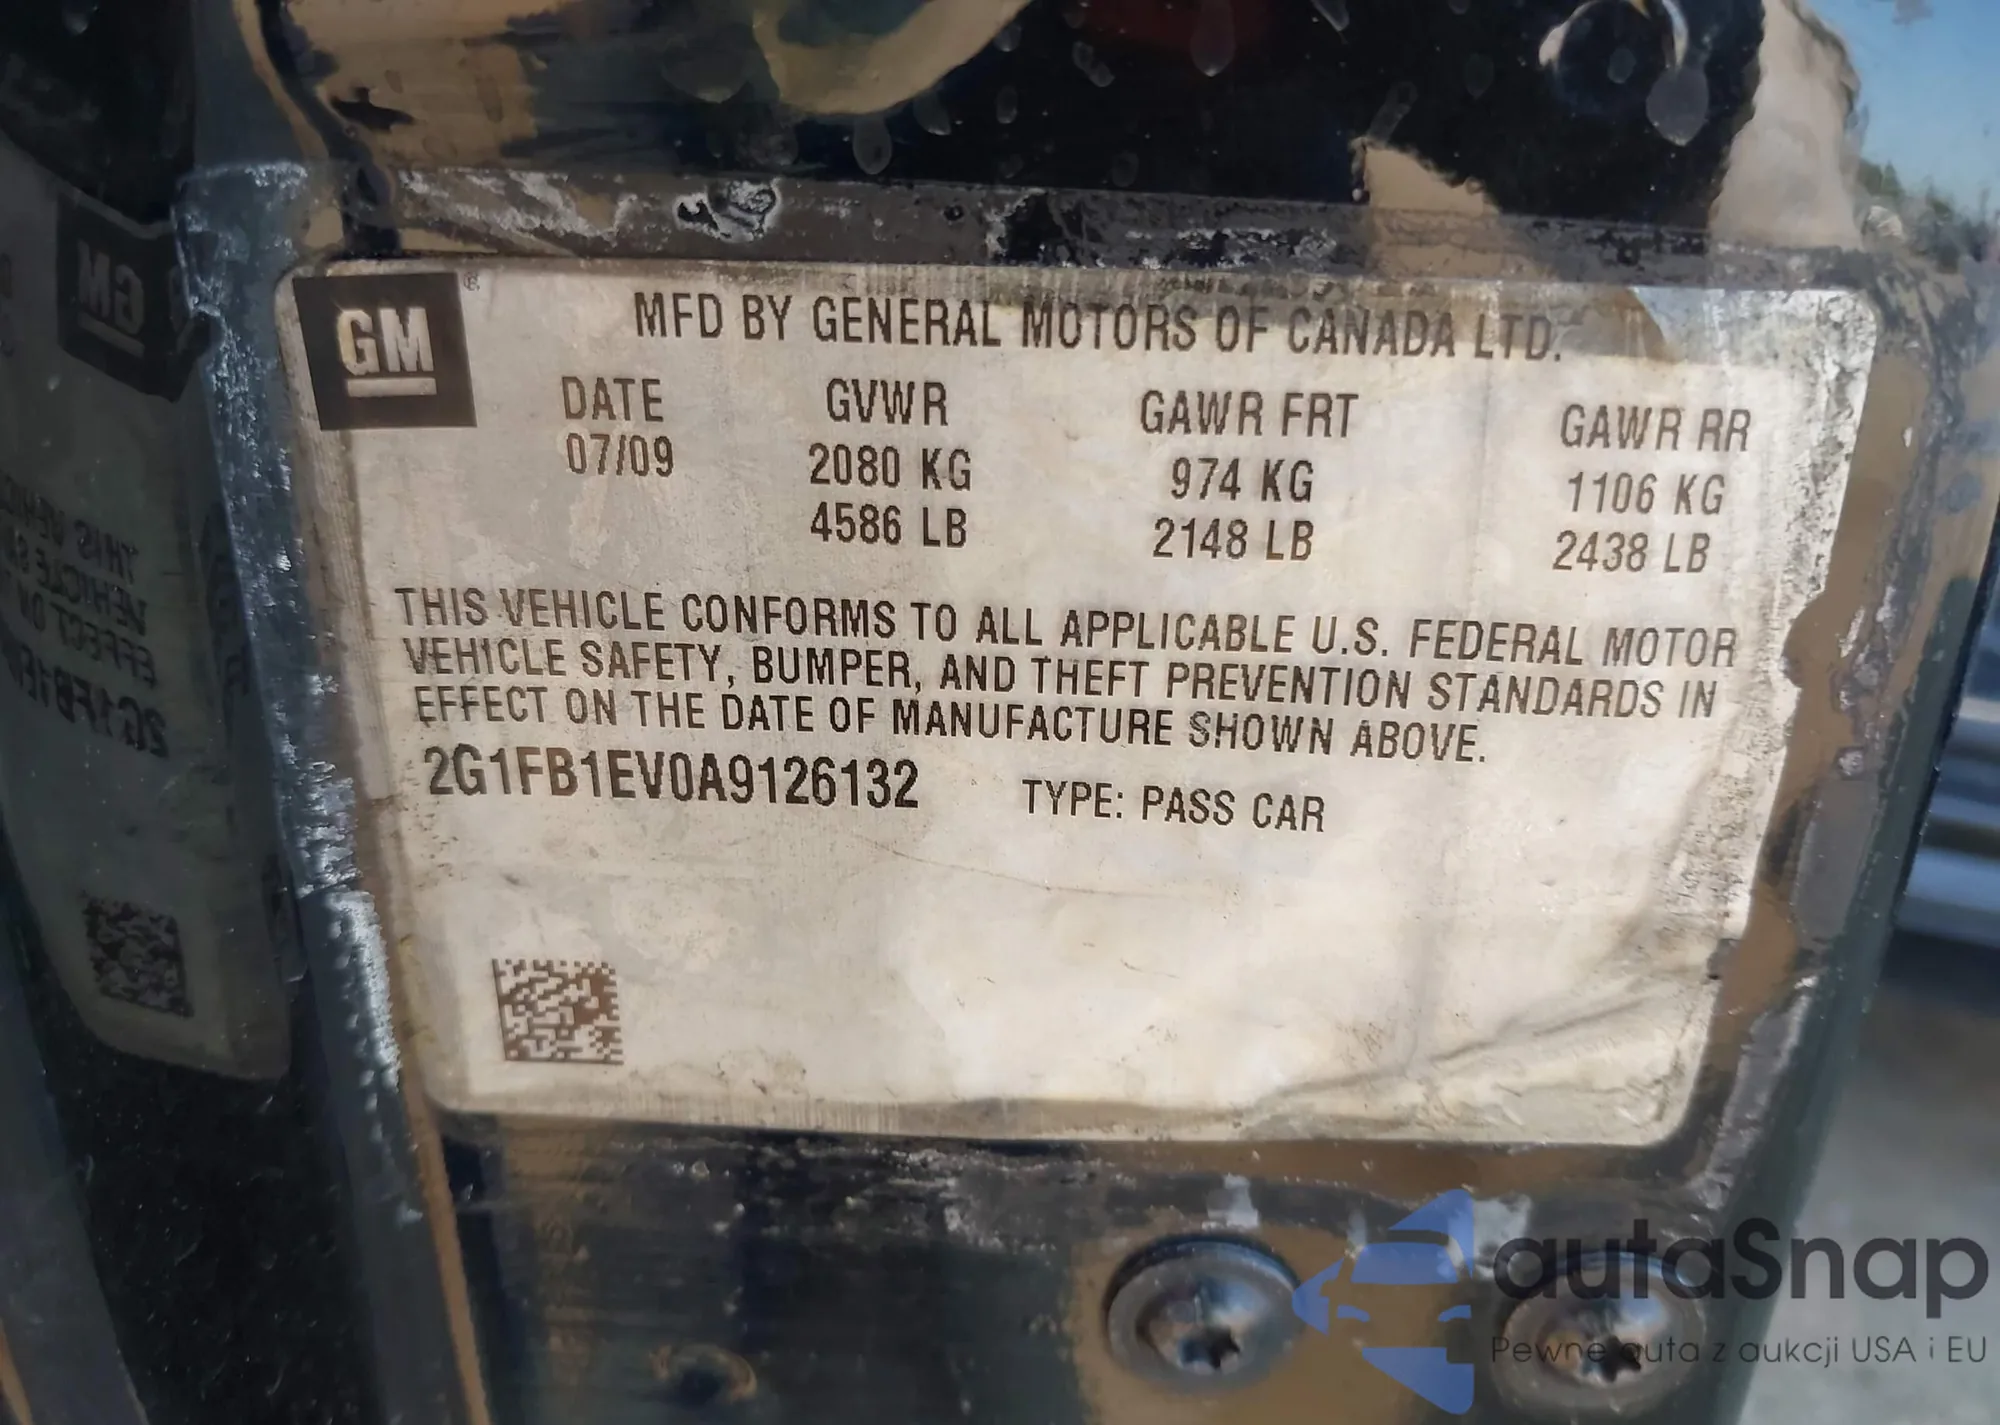 GM ®
MFD BY GENERAL MOTORS OF CANADA LTD.
DATE GVWR GAWR FRT GAWR RR
07/09 2080 KG 974 KG 1106 KG
4586 LB 2148 LB 2438 LB
THIS VEHICLE CONFORMS TO ALL APPLICABLE U.S. FEDERAL MOTOR
VEHICLE SAFETY, BUMPER, AND THEFT PREVENTION STANDARDS IN
EFFECT ON THE DATE OF MANUFACTURE SHOWN ABOVE.
2G1FB1EV0A9126132 TYPE: PASS CAR
autaSnap
Pewne auta z aukcji USA i EU